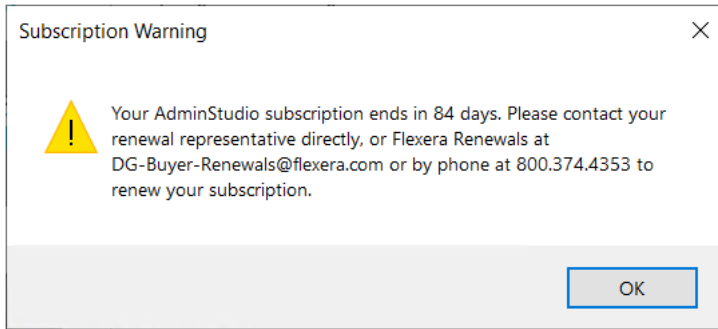 Subscription Warning
Your AdminStudio subscription ends in 84 days. Please contact your
renewal representative directly, or Flexera Renewals at
DG-Buyer-Renewals@flexera.com or by phone at 800.374.4353 to
renew your subscription.
OK